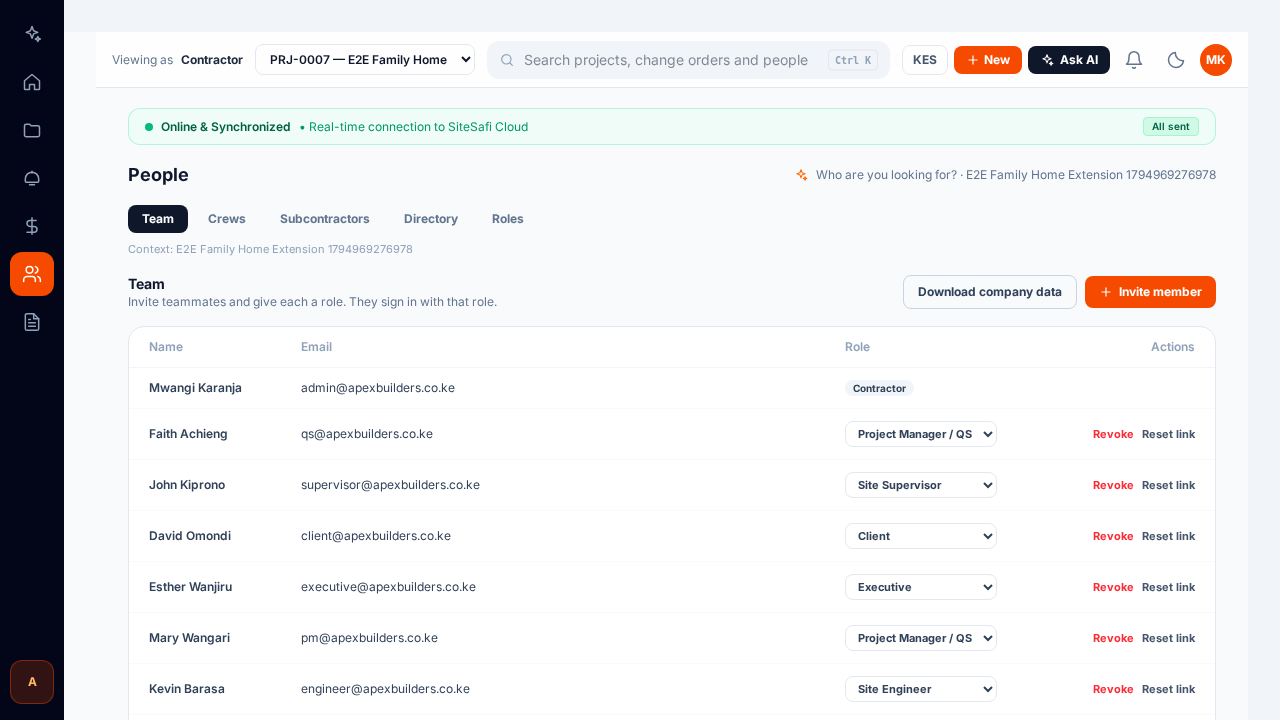 Viewing as Contractor PRJ-0007 — E2E Family Home Search projects, change orders and people Ctrl K KES New Ask AI MK
Online & Synchronized • Real-time connection to SiteSafi Cloud All sent
People Who are you looking for? · E2E Family Home Extension 1794969276978
Team Crews Subcontractors Directory Roles
Context: E2E Family Home Extension 1794969276978
Team
Invite teammates and give each a role. They sign in with that role.
Download company data Invite member
Name Email Role Actions
Mwangi Karanja admin@apexbuilders.co.ke Contractor
Faith Achieng qs@apexbuilders.co.ke Project Manager / QS Revoke Reset link
John Kiprono supervisor@apexbuilders.co.ke Site Supervisor Revoke Reset link
David Omondi client@apexbuilders.co.ke Client Revoke Reset link
Esther Wanjiru executive@apexbuilders.co.ke Executive Revoke Reset link
Mary Wangari pm@apexbuilders.co.ke Project Manager / QS Revoke Reset link
Kevin Barasa engineer@apexbuilders.co.ke Site Engineer Revoke Reset link
A